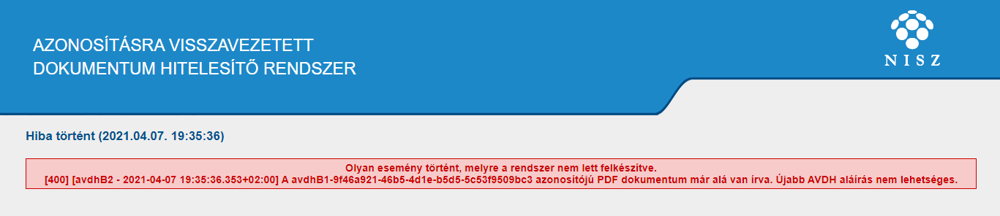 AZONOSÍTÁSRA VISSZAVEZETETT
DOKUMENTUM HITELESÍTŐ RENDSZER
NISZ
Hiba történt (2021.04.07. 19:35:36)
Olyan esemény történt, melyre a rendszer nem lett felkészítve.
[400] [avdhB2 - 2021-04-07 19:35:36.353+02:00] A avdhB1-9f46a921-46b5-4d1e-b5d5-5c53f9509bc3 azonosítójú PDF dokumentum már alá van írva. Újabb AVDH aláírás nem lehetséges.